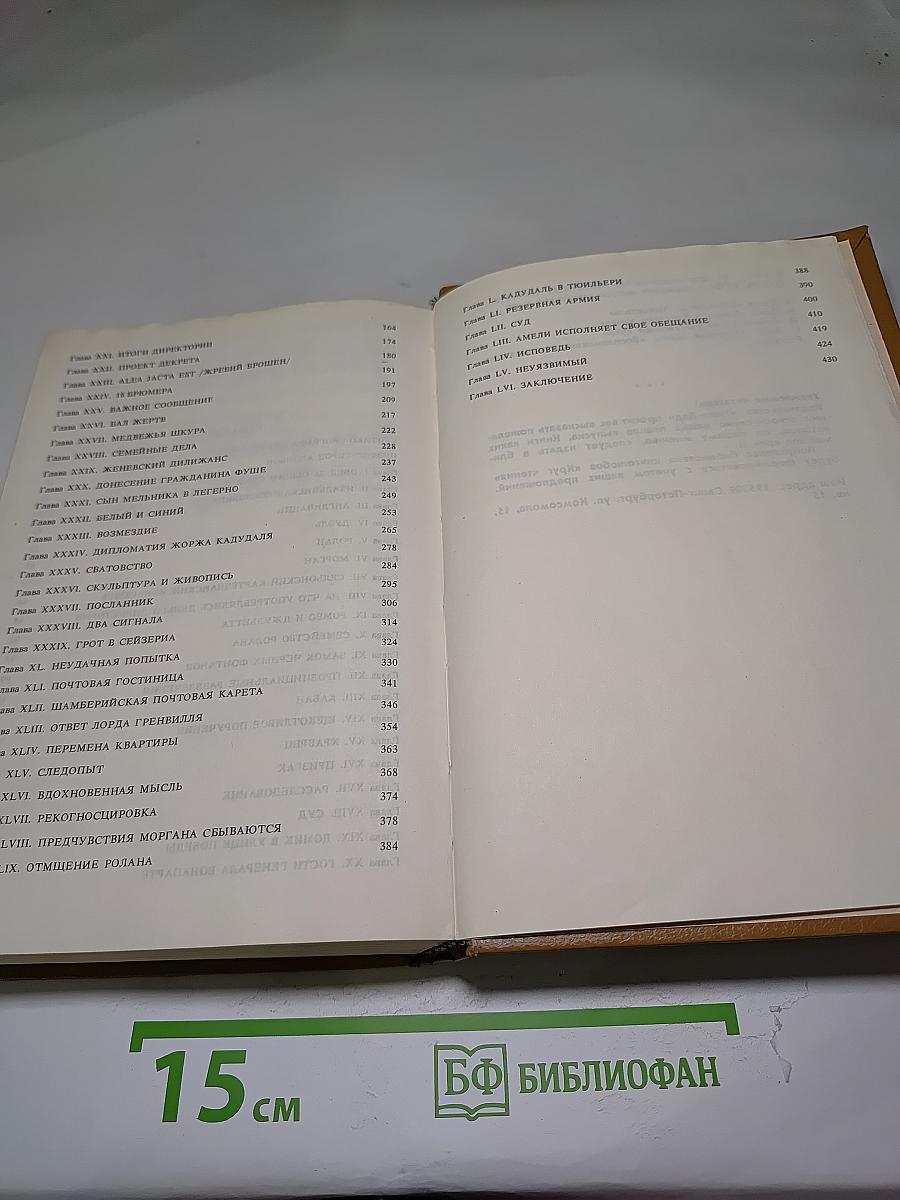 Глава XXI. ИТОГИ ДИРЕКТОРИИ 164
Глава XXII. ПРОЕКТ ДЕКРЕТА 174
Глава XXIII. ALEA JACTA EST /ЖРЕБИЙ БРОШЕН/ 180
Глава XXIV. 18 БРЮМЕРА 191
Глава XXV. ВАЖНОЕ СООБЩЕНИЕ 197
Глава XXVI. БАЛ ЖЕРТВ 209
Глава XXVII. МЕДВЕЖЬЯ ШКУРА 217
Глава XXVIII. СЕМЕЙНЫЕ ДЕЛА 222
Глава XXIX. ЖЕНЕВСКИЙ ДИЛИЖАНС 228
Глава XXX. ДОНЕСЕНИЕ ГРАЖДАНИНА ФУШЕ 237
Глава XXXI. СЫН МЕЛЬНИКА В ЛЕГЕРНО 243
Глава XXXII. БЕЛЫЙ И СИНИЙ 249
Глава XXXIII. ВОЗМЕЗДИЕ 253
Глава XXXIV. ДИПЛОМАТИЯ ЖОРЖА КАДУДАЛЯ 265
Глава XXXV. СВАТОВСТВО 278
Глава XXXVI. СКУЛЬПТУРА И ЖИВОПИСЬ 284
Глава XXXVII. ПОСЛАННИК 295
Глава XXXVIII. ДВА СИГНАЛА 306
Глава XXXIX. ГРОТ В СЕЙЗЕРИА 314
Глава XL. НЕУДАЧНАЯ ПОПЫТКА 324
лава XLI. ПОЧТОВАЯ ГОСТИНИЦА 330
ава XLII. ШАМБЕРИЙСКАЯ ПОЧТОВАЯ КАРЕТА 341
ва XLIII. ОТВЕТ ЛОРДА ГРЕНВИЛЛЯ 346
а XLIV. ПЕРЕМЕНА КВАРТИРЫ 354
XLV. СЛЕДОПЫТ 363
XLVI. ВДОХНОВЕННАЯ МЫСЛЬ 368
XLVII. РЕКОГНОСЦИРОВКА 374
LVIII. ПРЕДЧУВСТВИЯ МОРГАНА СБЫВАЮТСЯ 378
LIX. ОТМЩЕНИЕ РОЛАНА 384
Глава L. КАДУДАЛЬ В ТЮИЛЬЕРИ 388
Глава LI. РЕЗЕРВНАЯ АРМИЯ 390
Глава LII. СУД 400
Глава LIII. АМЕЛИ ИСПОЛНЯЕТ СВОЕ ОБЕЩАНИЕ 410
Глава LIV. ИСПОВЕДЬ 419
Глава LV. НЕУЯЗВИМЫЙ 424
Глава LVI. ЗАКЛЮЧЕНИЕ 430
15 см
БФ БИБЛИОФАН